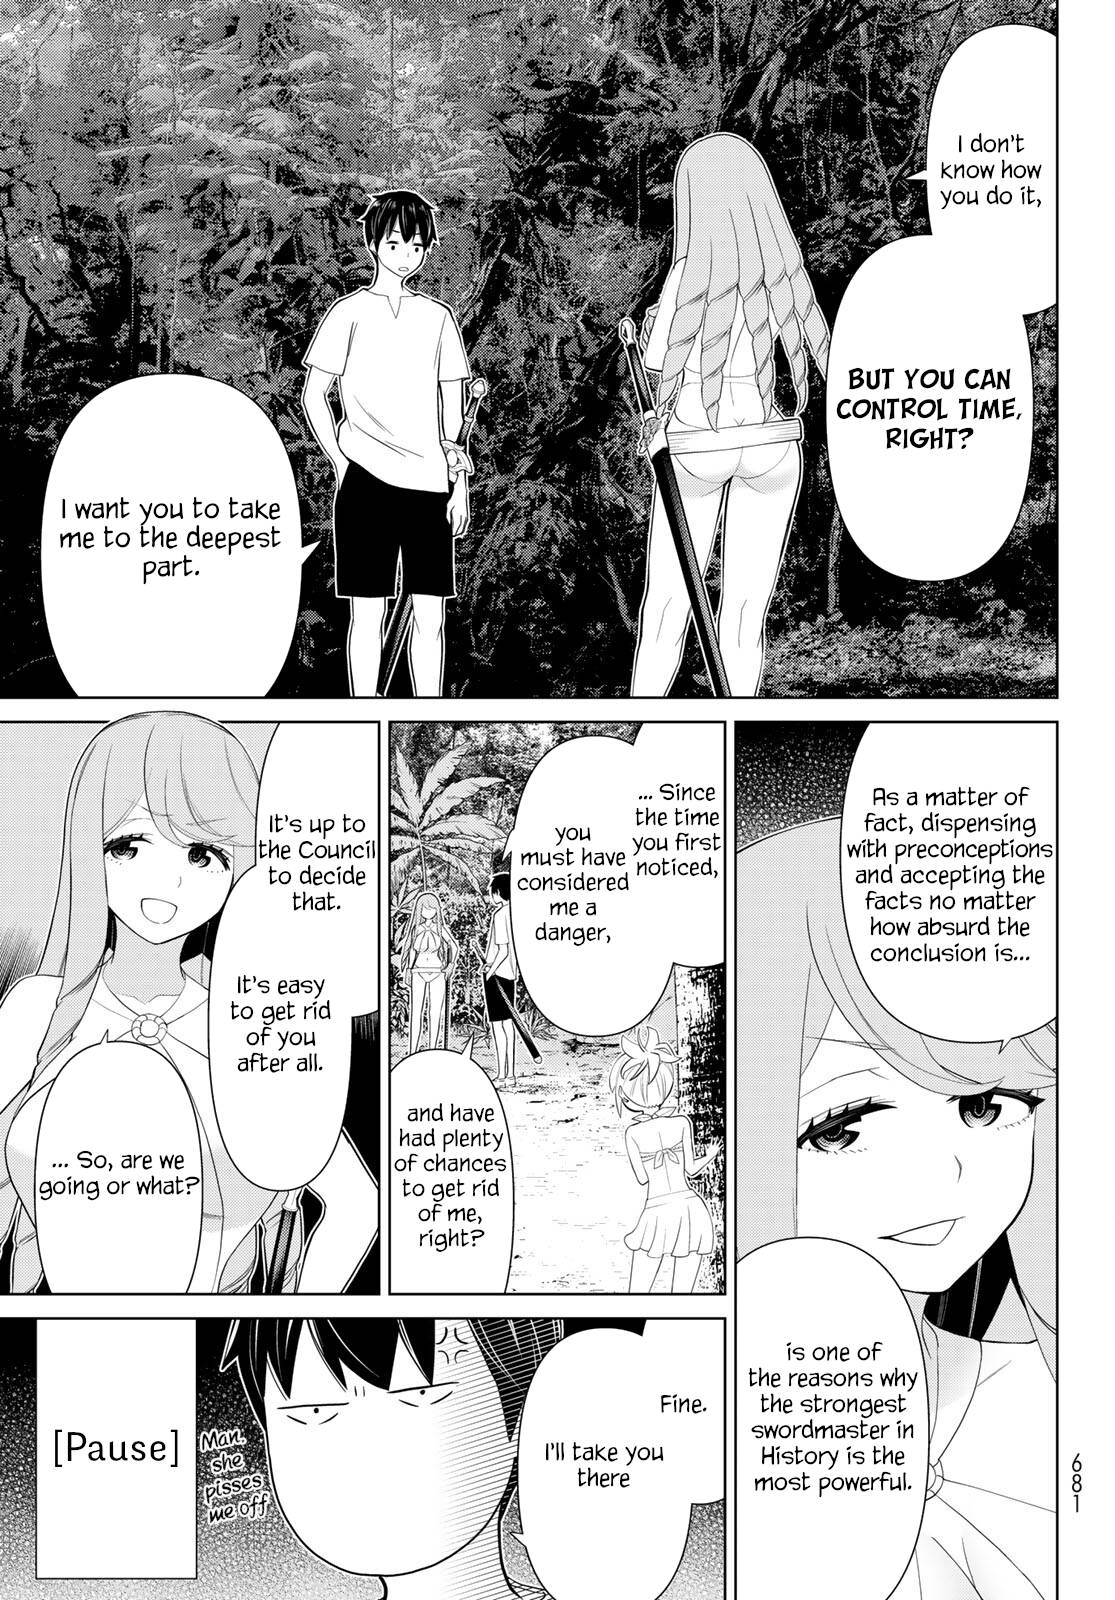 I don't
know how
you do it,
BUT YOU CAN
CONTROL TIME,
RIGHT?
I want you to take
me to the deepest
part.
As a matter of
fact, dispensing
with preconceptions
and accepting the
facts no matter
how absurd the
conclusion is...
is one of
the reasons why
the strongest
swordmaster in
History is the
most powerful.
... Since
the time
you first
noticed,
you
must have
considered
me a
danger,
and have
had plenty
of chances
to get rid
of me,
right?
It's up to
the Council
to decide
that.
It's easy
to get rid
of you
after all.
... So, are we
going or what?
Fine.
I'll take you
there
Man,
she
pisses
me off
[Pause]
681